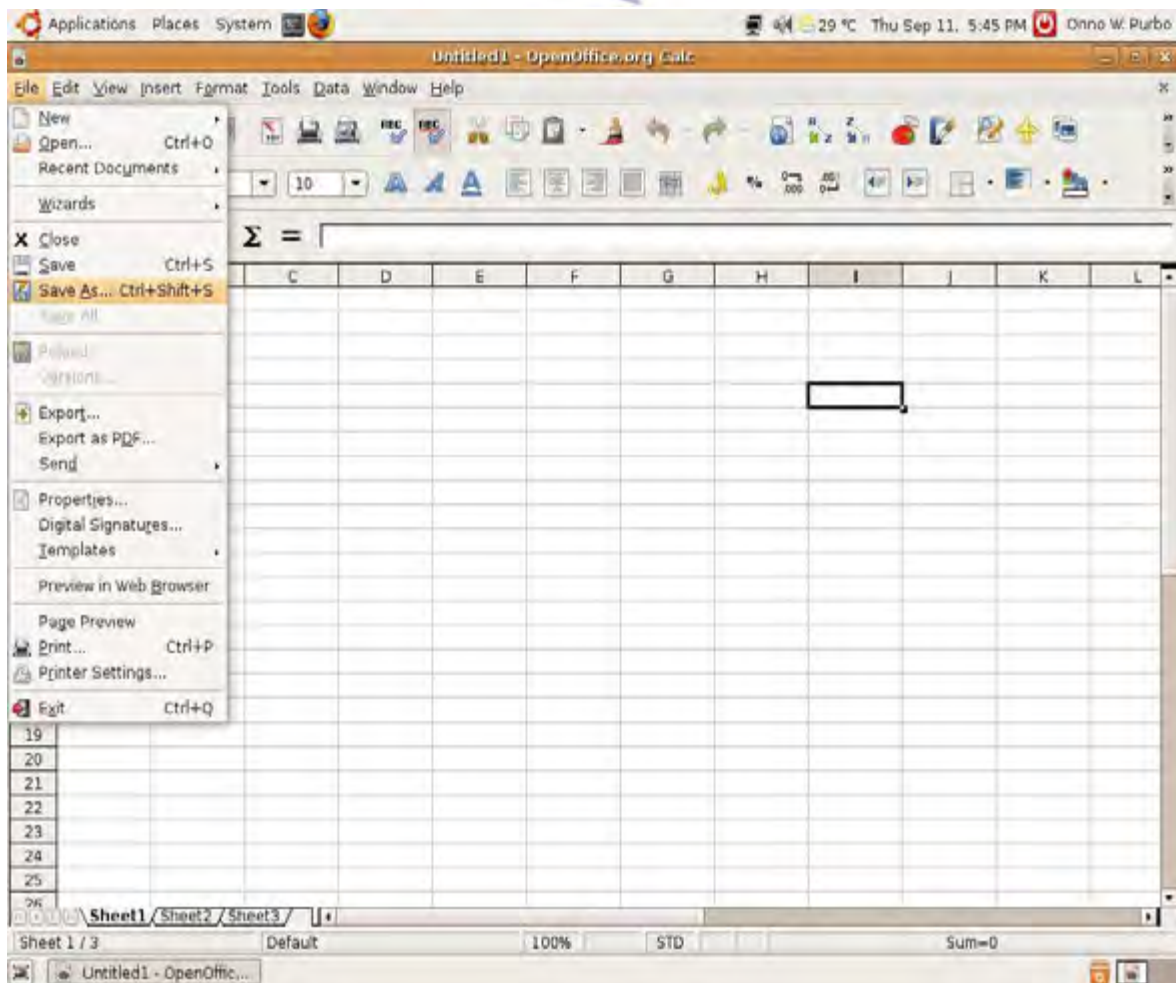 Applications Places System 29 °C Thu Sep 11, 5:45 PM Onno W. Purbo
Untitled1 - OpenOffice.org Calc
File Edit View Insert Format Tools Data Window Help
New
Open... Ctrl+O
Recent Documents
Wizards
Close
Save Ctrl+S
Save As... Ctrl+Shift+S
Save All
Reload
Versions...
Export...
Export as PDF...
Send
Properties...
Digital Signatures...
Templates
Preview in Web Browser
Page Preview
Print... Ctrl+P
Printer Settings...
Exit Ctrl+Q
10
Σ =
C D E F G H I J K L
19
20
21
22
23
24
25
26
Sheet1 Sheet2 Sheet3
Sheet 1 / 3 Default 100% STD Sum=0
Untitled1 - OpenOffic...